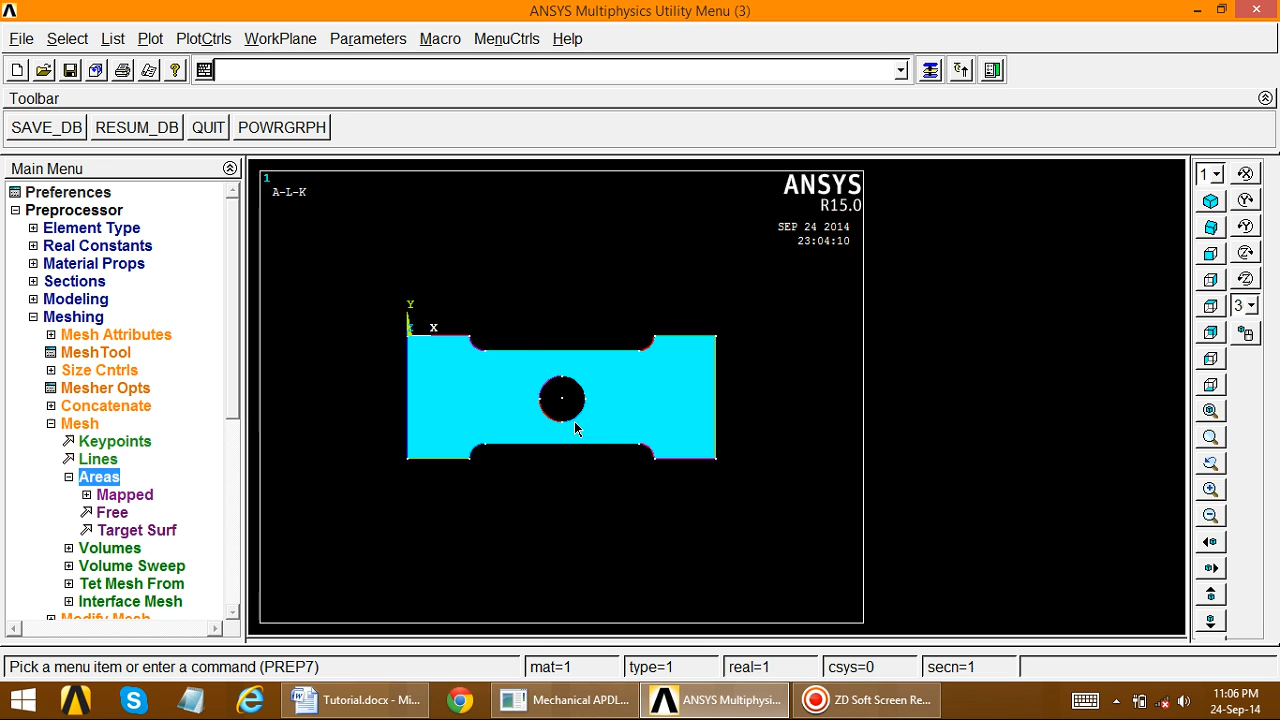 ANSYS Multiphysics Utility Menu (3)
File Select List Plot PlotCtrls WorkPlane Parameters Macro MenuCtrls Help
Toolbar
SAVE_DB RESUM_DB QUIT POWRGRPH
Main Menu
Preferences
Preprocessor
Element Type
Real Constants
Material Props
Sections
Modeling
Meshing
Mesh Attributes
MeshTool
Size Cntrls
Mesher Opts
Concatenate
Mesh
Keypoints
Lines
Areas
Mapped
Free
Target Surf
Volumes
Volume Sweep
Tet Mesh From
Interface Mesh
Modify Mesh
1
A-L-K
ANSYS
R15.0
SEP 24 2014
23:04:10
Y
X
1
3
Pick a menu item or enter a command (PREP7) mat=1 type=1 real=1 csys=0 secn=1
Tutorial.docx - Mi... Mechanical APDL... ANSYS Multiphysi... ZD Soft Screen Re...
11:06 PM
24-Sep-14